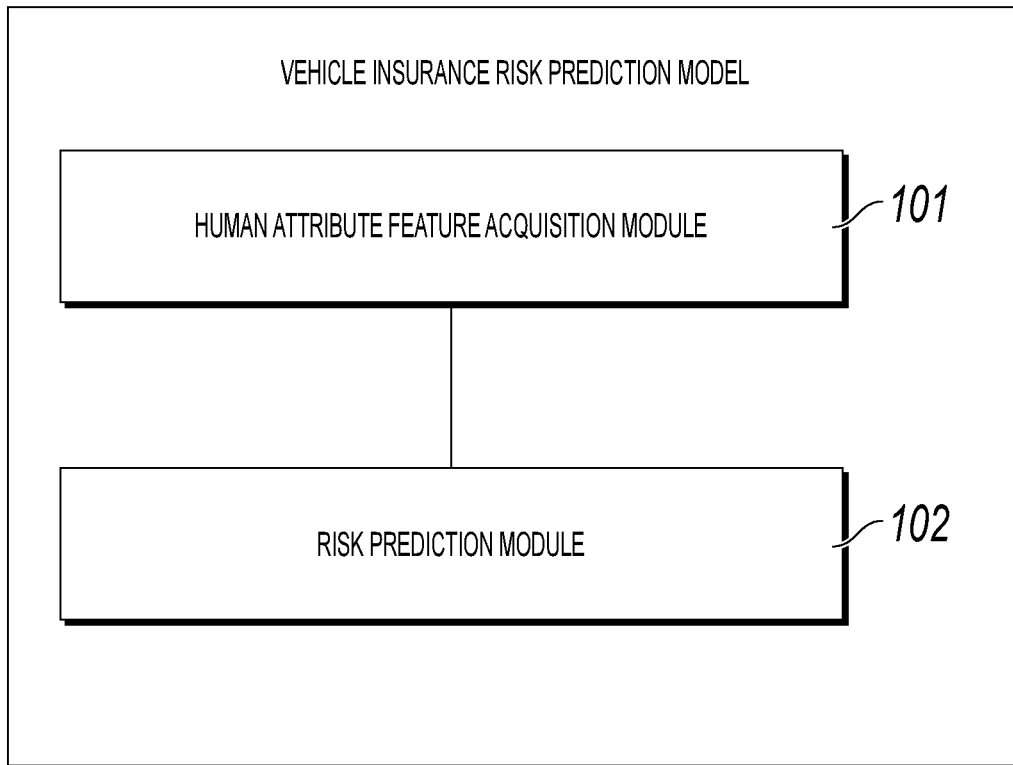 VEHICLE INSURANCE RISK PREDICTION MODEL
HUMAN ATTRIBUTE FEATURE ACQUISITION MODULE
101
RISK PREDICTION MODULE
102